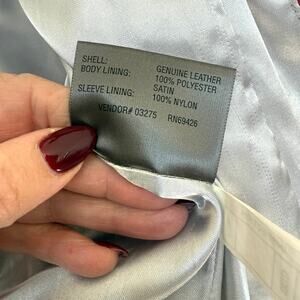 SHELL: GENUINE LEATHER
BODY LINING: 100% POLYESTER
SATIN
SLEEVE LINING: 100% NYLON
VENDOR# 03275 RN69426